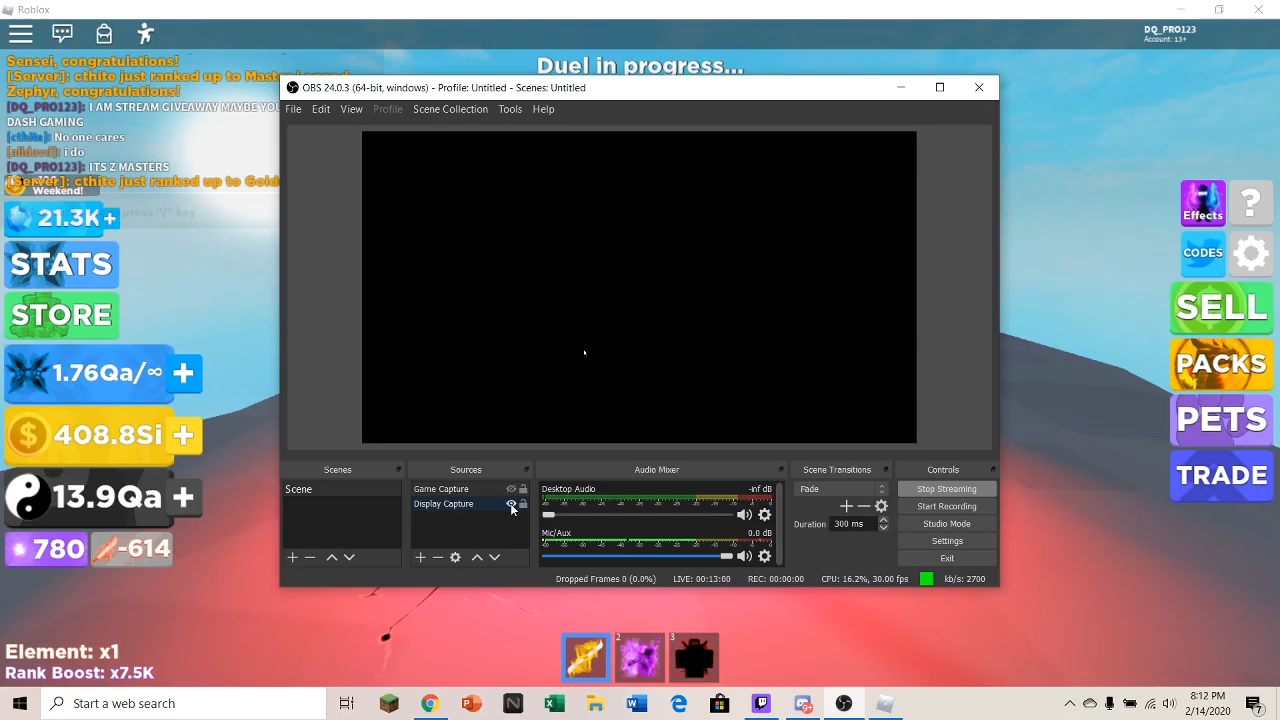 Roblox
DQ_PRO123
Account: 13+
Sensei, congratulations!
[Server]: cthite just ranked up to Master
Zephyr, congratulations!
[DQ_PRO123]: I AM STREAM GIVEAWAY MAYBE YOU
DASH GAMING
[cthite]: No one cares
i do
[DQ_PRO123]: ITS Z MASTERS
[Server]: cthite just ranked up to Gold
Weekend!
press "/" key
Duel in progress...
21.3K+
STATS
STORE
1.76Qa/∞ +
$ 408.8Si +
13.9Qa +
780
-614
Element: x1
Rank Boost: x7.5K
OBS 24.0.3 (64-bit, windows) - Profile: Untitled - Scenes: Untitled
File Edit View Profile Scene Collection Tools Help
Scenes
Scene
Sources
Game Capture
Display Capture
Audio Mixer
Desktop Audio -inf dB
Mic/Aux 0.0 dB
Scene Transitions
Fade
Duration 300 ms
Controls
Stop Streaming
Start Recording
Studio Mode
Settings
Exit
Dropped Frames 0 (0.0%) LIVE: 00:13:00 REC: 00:00:00 CPU: 16.2%, 30.00 fps kb/s: 2700
Effects
?
CODES
SELL
PACKS
PETS
TRADE
2
3
Start a web search
9+
8:12 PM
2/14/2020
7